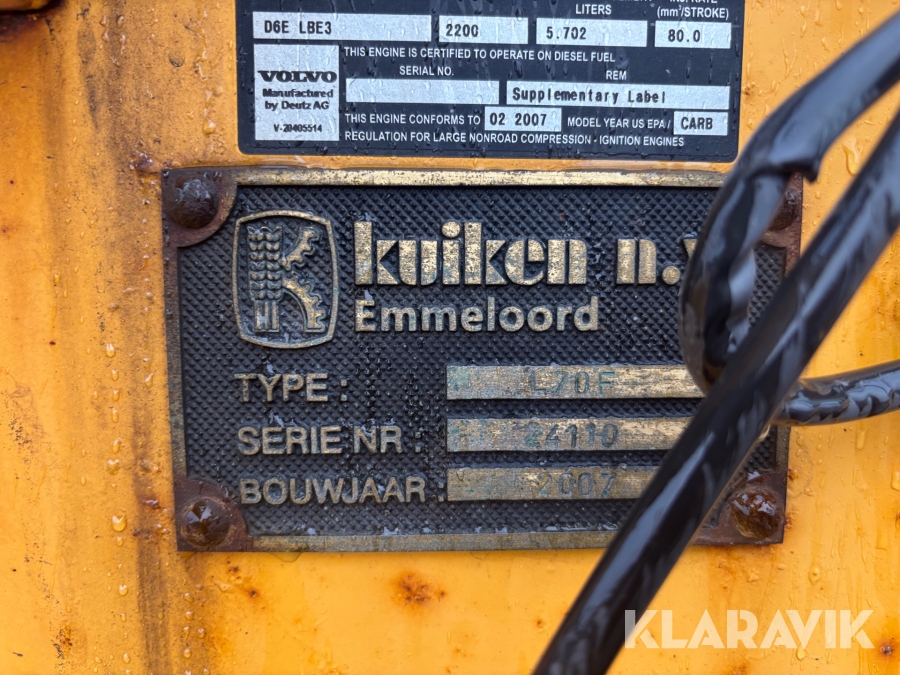 LITERS
(mm³/STROKE)
D6E LBE3 2200 5.702 80.0
THIS ENGINE IS CERTIFIED TO OPERATE ON DIESEL FUEL
SERIAL NO. REM
VOLVO
Manufactured
by Deutz AG
V-20405514
Supplementary Label
THIS ENGINE CONFORMS TO 02 2007 MODEL YEAR US EPA / CARB
REGULATION FOR LARGE NONROAD COMPRESSION - IGNITION ENGINES
kuiken n.v
Emmeloord
TYPE : L70F
SERIE NR : 24110
BOUWJAAR : 2007
KLARAVIK